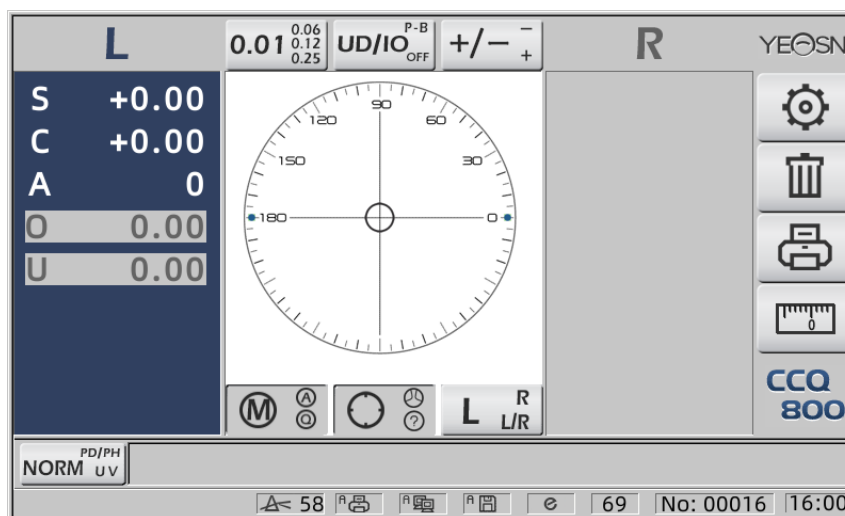 L
0.01 0.06
0.12
0.25
UD/IO P-B
OFF
+/− −
+
R
YEOSN
S +0.00
C +0.00
A 0
O 0.00
U 0.00
90
120 60
150 30
180 0
0
M A
Q
?
L R
L/R
CCQ
800
NORM PD/PH
UV
58 A A A e 69 No: 00016 16:00